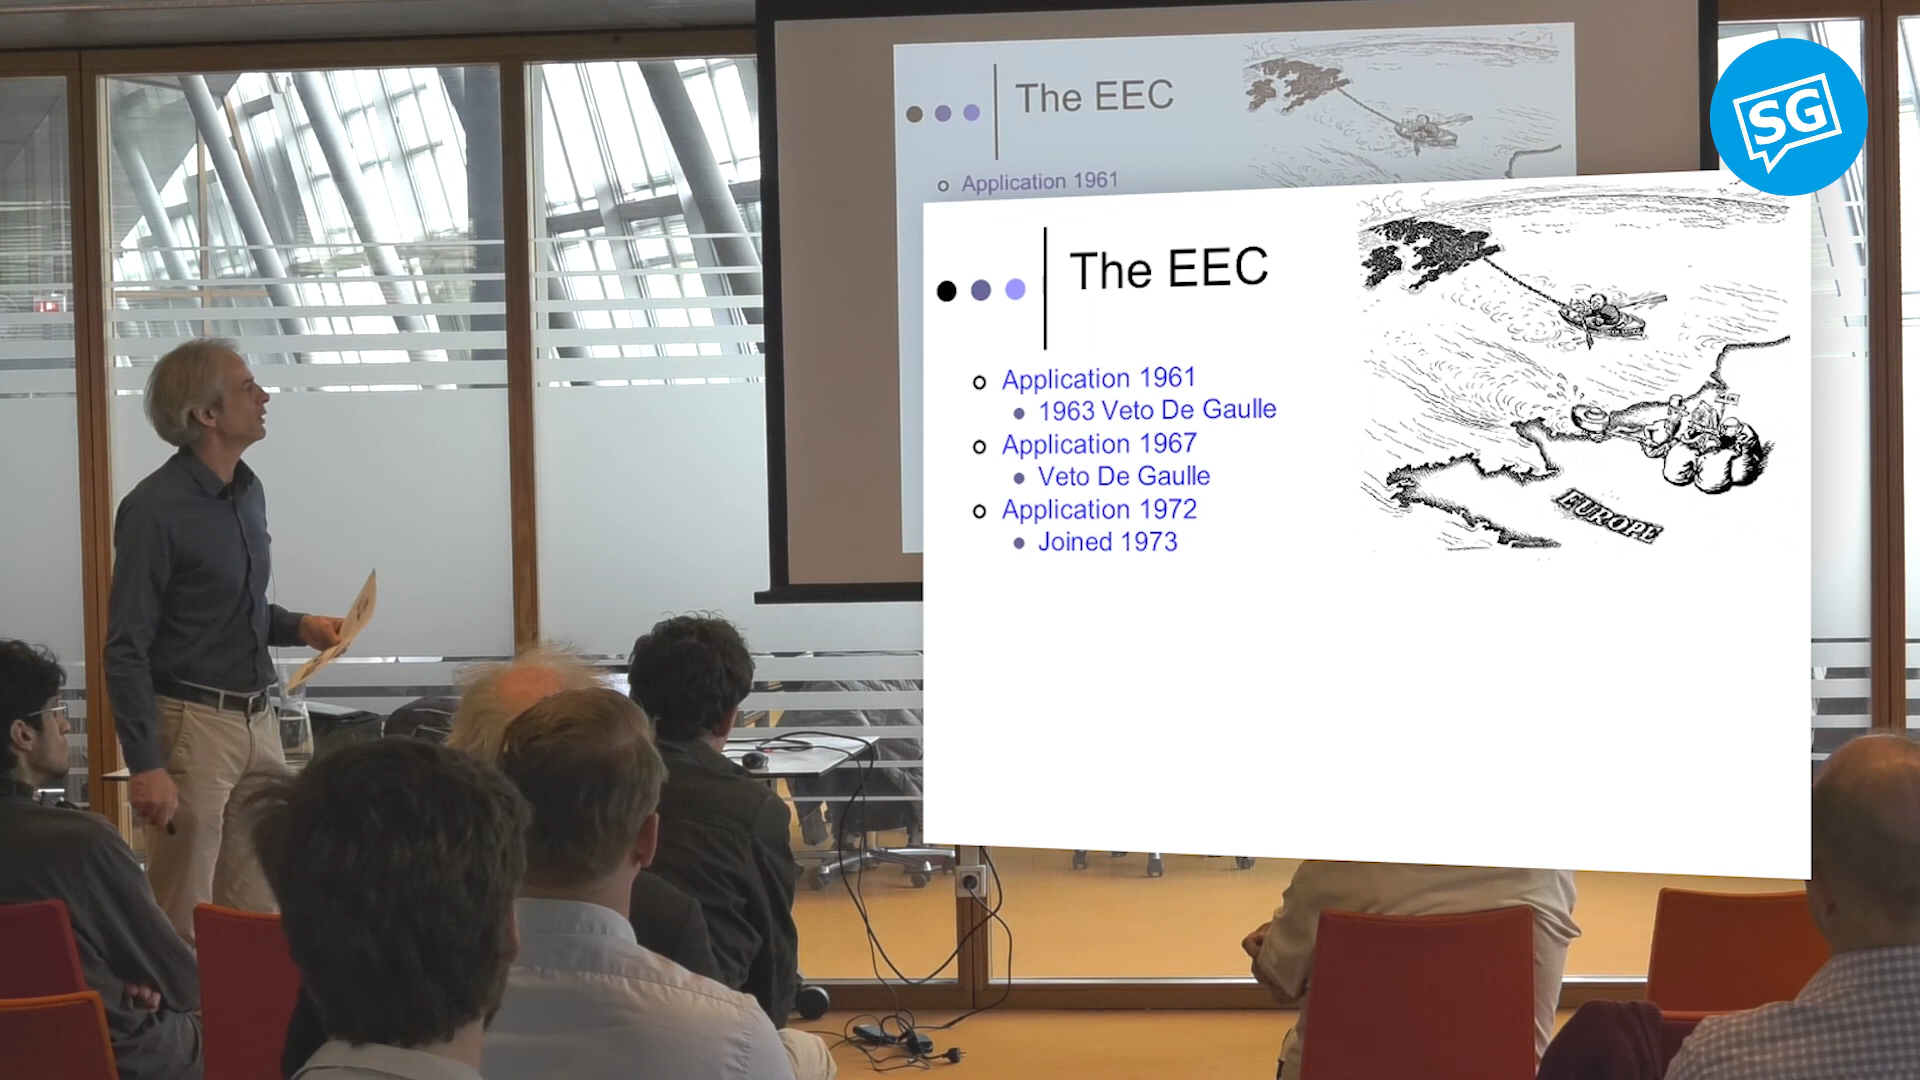 The EEC
Application 1961
SG
The EEC
Application 1961
1963 Veto De Gaulle
Application 1967
Veto De Gaulle
Application 1972
Joined 1973
EUROPE